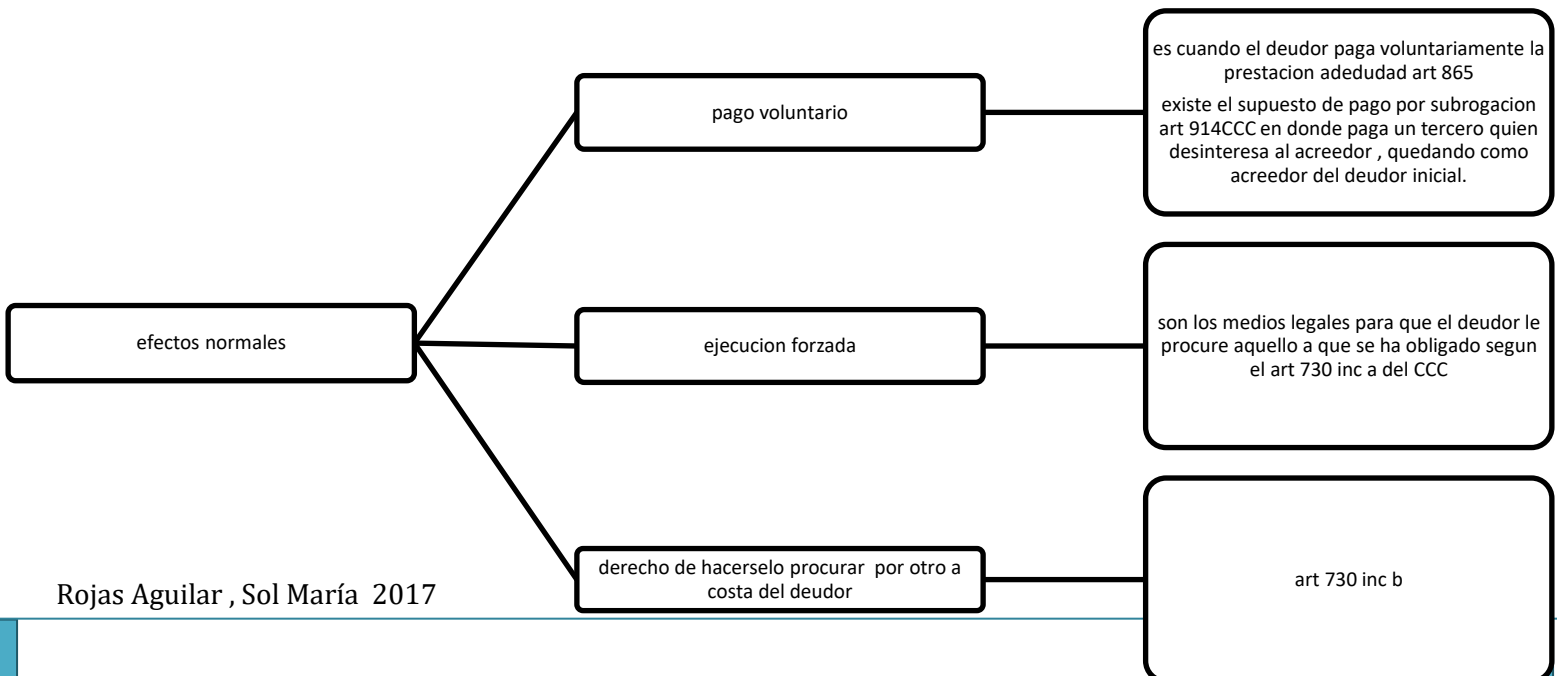 es cuando el deudor paga voluntariamente la
prestacion adedudad art 865
existe el supuesto de pago por subrogacion
art 914CCC en donde paga un tercero quien
desinteresa al acreedor , quedando como
acreedor del deudor inicial.
pago voluntario
efectos normales
ejecucion forzada
son los medios legales para que el deudor le
procure aquello a que se ha obligado segun
el art 730 inc a del CCC
derecho de hacerselo procurar por otro a
costa del deudor
art 730 inc b
Rojas Aguilar , Sol María 2017